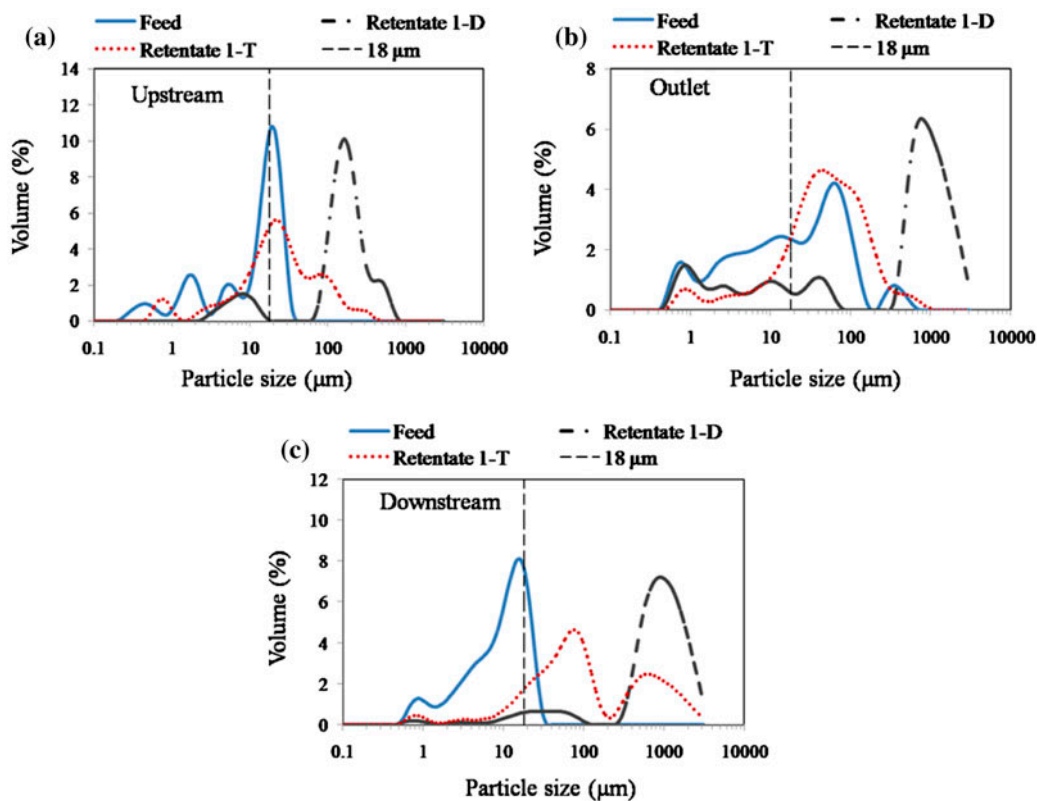 (a)
Feed
Retentate 1-D
Retentate 1-T
18 µm
14
12
10
8
6
4
2
0
Volume (%)
Upstream
0.1 1 10 100 1000 10000
Particle size (µm)
(b)
Feed
Retentate 1-D
Retentate 1-T
18 µm
8
6
4
2
0
Volume (%)
Outlet
0.1 1 10 100 1000 10000
Particle size (µm)
(c)
Feed
Retentate 1-D
Retentate 1-T
18 µm
12
10
8
6
4
2
0
Volume (%)
Downstream
0.1 1 10 100 1000 10000
Particle size (µm)